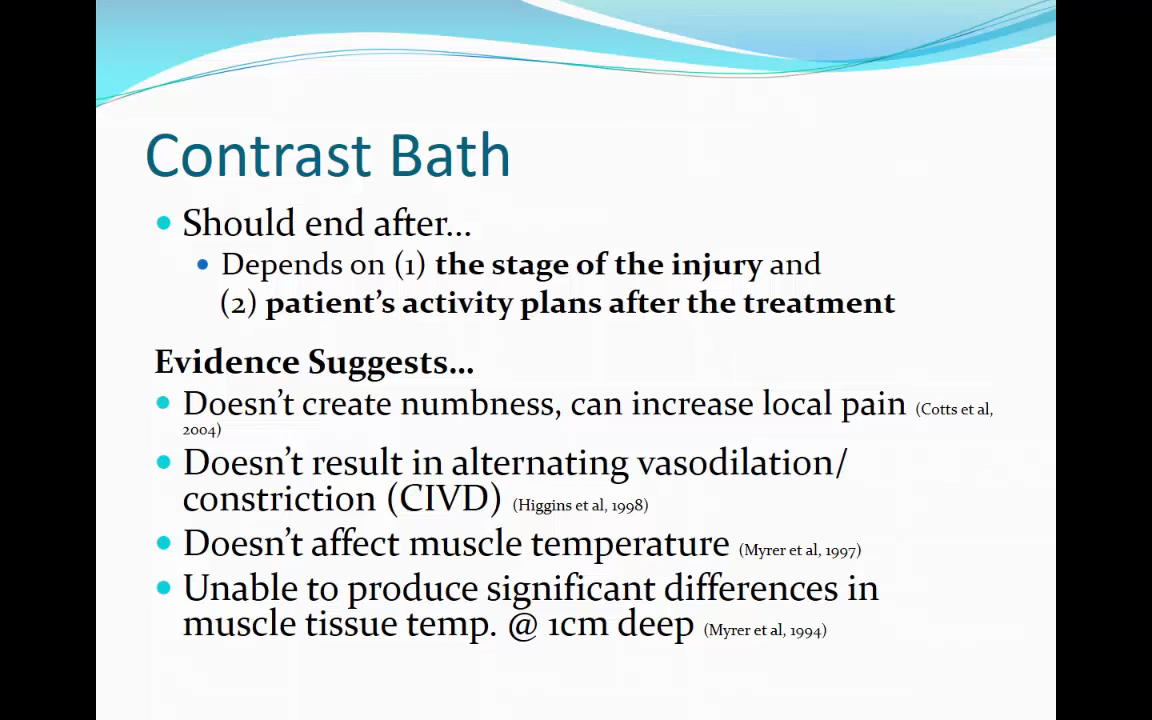 Contrast Bath
Should end after...
Depends on (1) the stage of the injury and
(2) patient's activity plans after the treatment
Evidence Suggests...
Doesn't create numbness, can increase local pain (Cotts et al,
2004)
Doesn't result in alternating vasodilation/
constriction (CIVD) (Higgins et al, 1998)
Doesn't affect muscle temperature (Myrer et al, 1997)
Unable to produce significant differences in
muscle tissue temp. @ 1cm deep (Myrer et al, 1994)